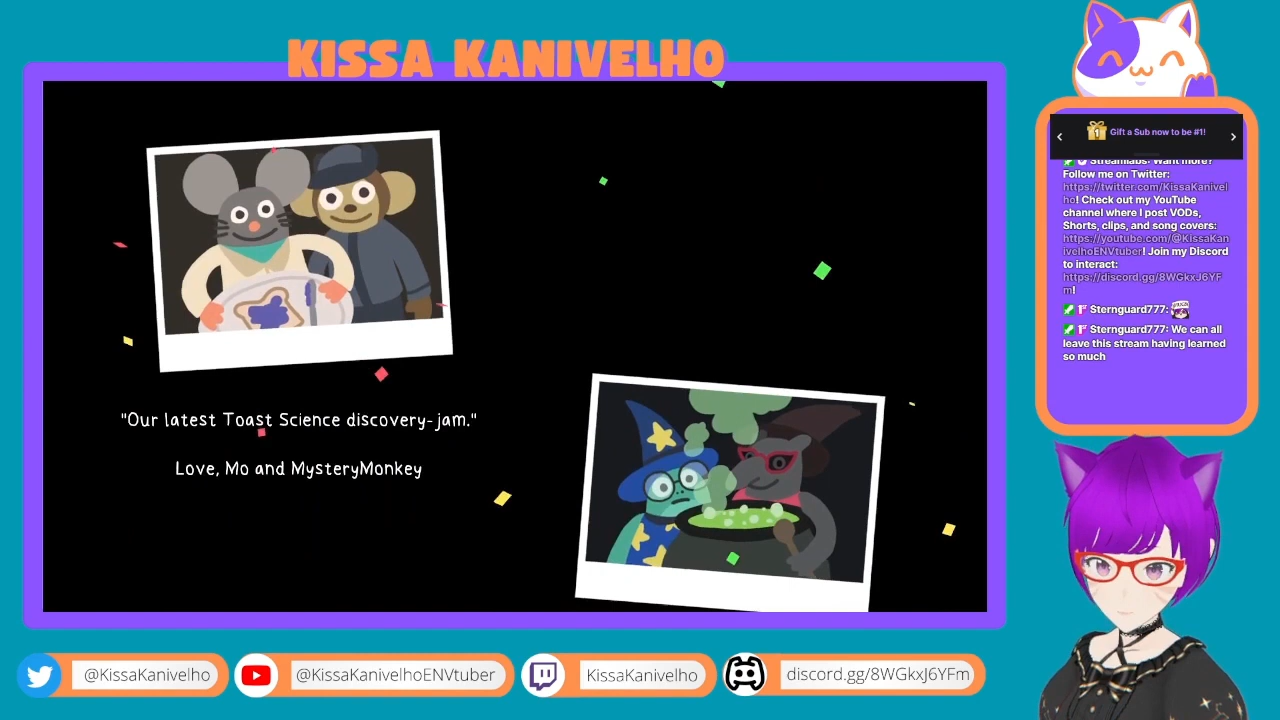 KISSA KANIVELHO
"Our latest Toast Science discovery-jam."
Love, Mo and MysteryMonkey
1 Gift a Sub now to be #1!
Streamlabs: Want more?
Follow me on Twitter:
https://twitter.com/KissaKanivel
ho! Check out my YouTube
channel where I post VODs,
Shorts, clips, and song covers:
https://youtube.com/@KissaKan
ivelhoENVtuber! Join my Discord
to interact:
https://discord.gg/8WGkxJ6YF
m!
Sternguard777:
Sternguard777: We can all
leave this stream having learned
so much
@KissaKanivelho
@KissaKanivelhoENVtuber
KissaKanivelho
discord.gg/8WGkxJ6YFm